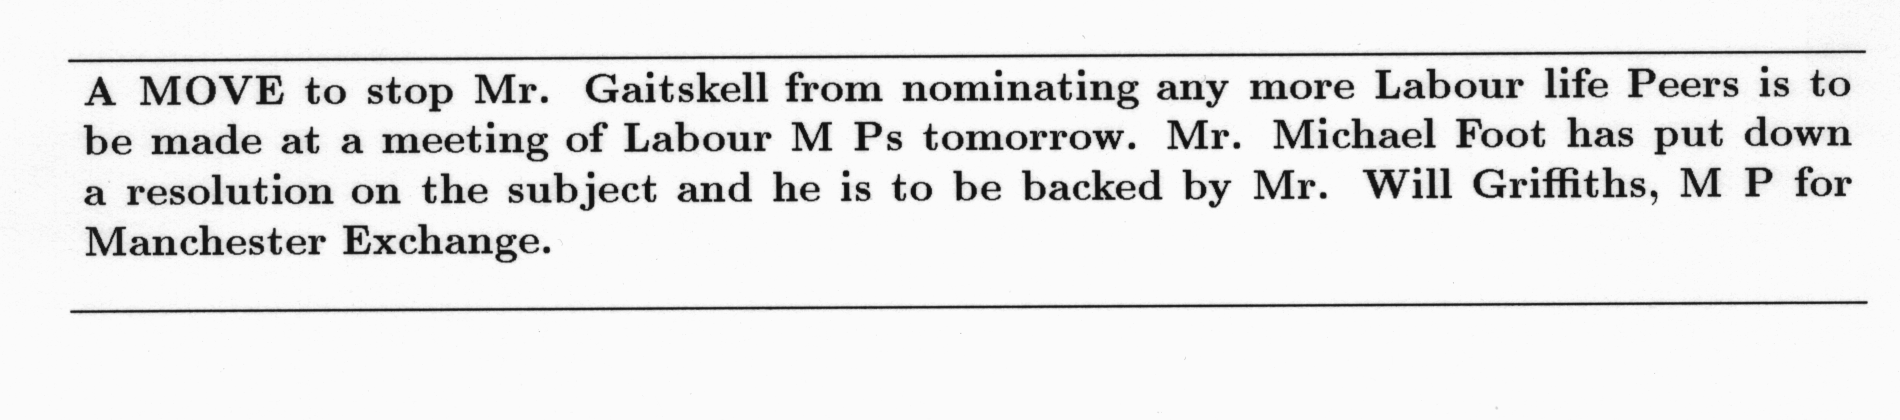 A MOVE to stop Mr. Gaitskell from nominating any more Labour life Peers is to
be made at a meeting of Labour M Ps tomorrow. Mr. Michael Foot has put down
a resolution on the subject and he is to be backed by Mr. Will Griffiths, M P for
Manchester Exchange.